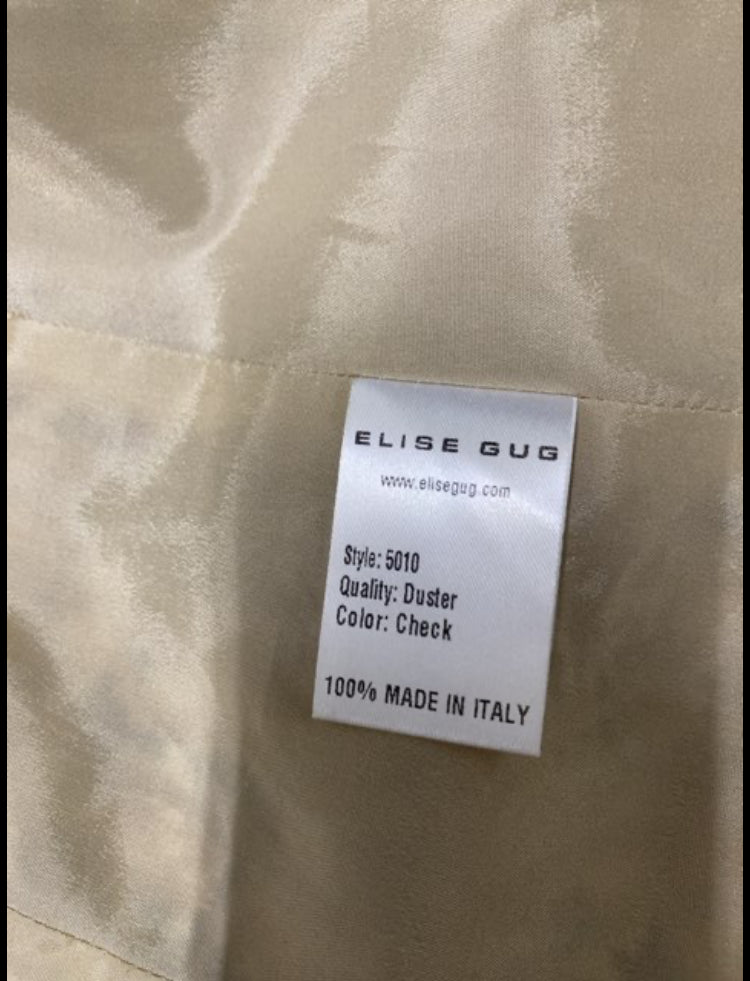 ELISE GUG
www.elisegug.com
Style: 5010
Quality: Duster
Color: Check
100% MADE IN ITALY